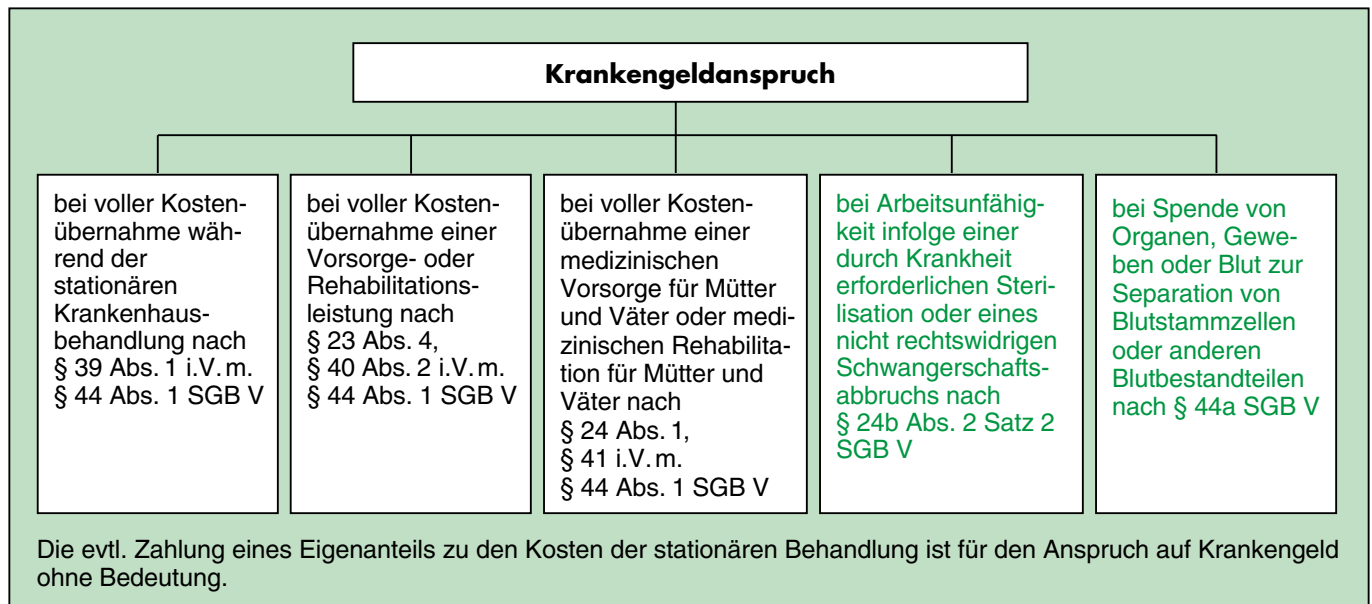 Krankengeldanspruch
bei voller Kosten-
übernahme wäh-
rend der
stationären
Krankenhaus-
behandlung nach
§ 39 Abs. 1 i.V.m.
§ 44 Abs. 1 SGB V
bei voller Kosten-
übernahme einer
Vorsorge- oder
Rehabilitations-
leistung nach
§ 23 Abs. 4,
§ 40 Abs. 2 i.V.m.
§ 44 Abs. 1 SGB V
bei voller Kosten-
übernahme einer
medizinischen
Vorsorge für Mütter
und Väter oder medi-
zinischen Rehabilita-
tion für Mütter und
Väter nach
§ 24 Abs. 1,
§ 41 i.V.m.
§ 44 Abs. 1 SGB V
bei Arbeitsunfähig-
keit infolge einer
durch Krankheit
erforderlichen Steri-
lisation oder eines
nicht rechtswidrigen
Schwangerschafts-
abbruchs nach
§ 24b Abs. 2 Satz 2
SGB V
bei Spende von
Organen, Gewe-
ben oder Blut zur
Separation von
Blutstammzellen
oder anderen
Blutbestandteilen
nach § 44a SGB V
Die evtl. Zahlung eines Eigenanteils zu den Kosten der stationären Behandlung ist für den Anspruch auf Krankengeld
ohne Bedeutung.